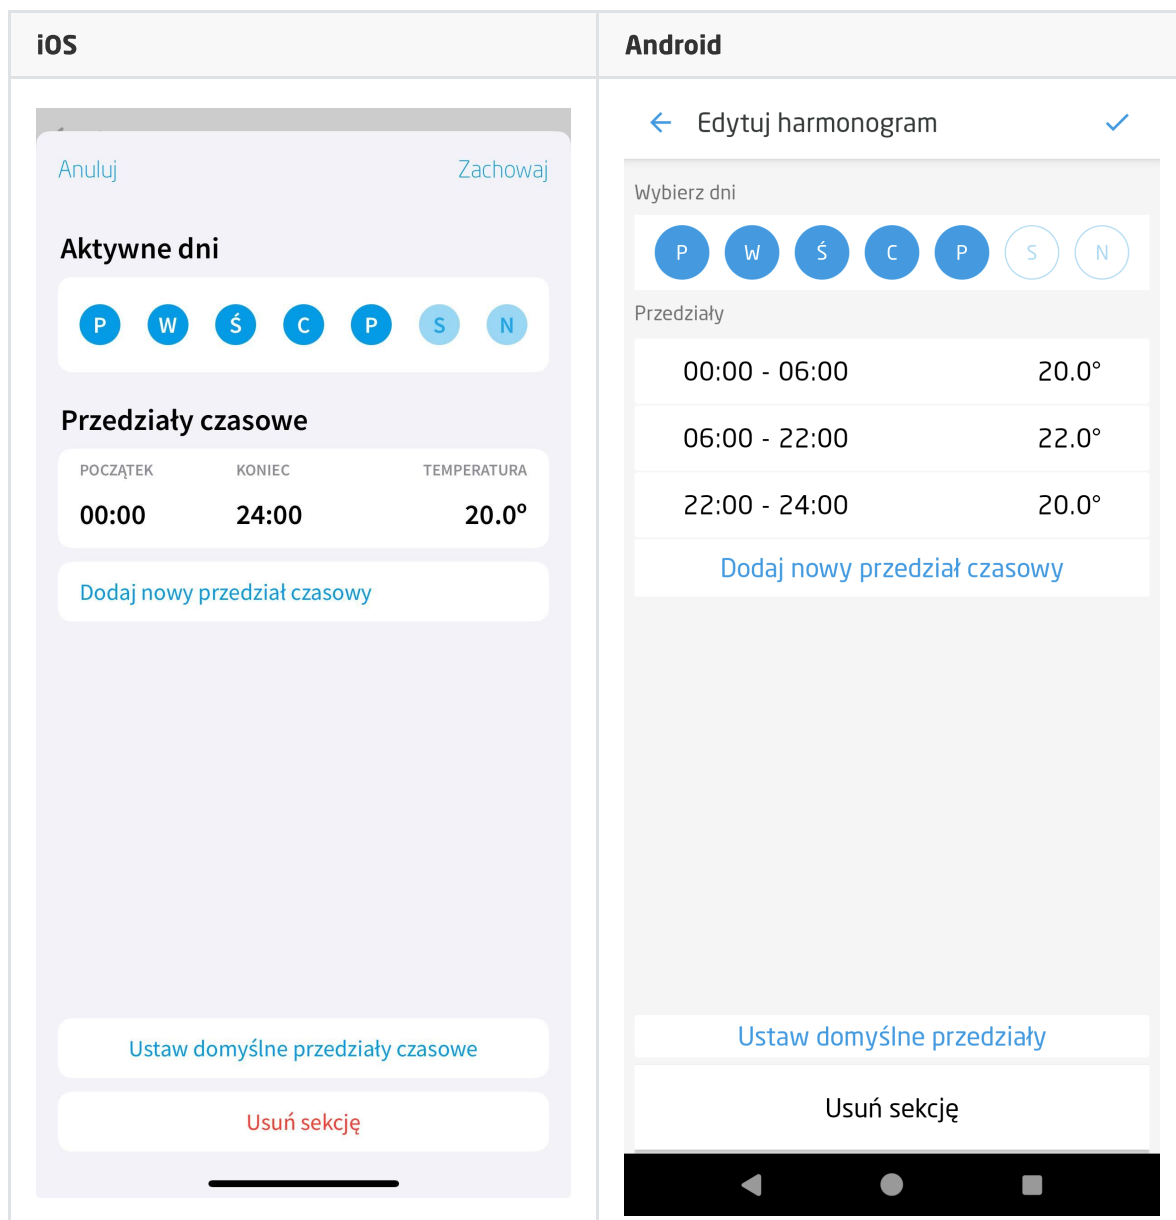 iOS
Android
Anuluj
Zachowaj
Aktywne dni
P W Ś C P S N
Przedziały czasowe
POCZĄTEK KONIEC TEMPERATURA
00:00 24:00 20.0º
Dodaj nowy przedział czasowy
Ustaw domyślne przedziały czasowe
Usuń sekcję
Edytuj harmonogram
Wybierz dni
P W Ś C P S N
Przedziały
00:00 - 06:00 20.0°
06:00 - 22:00 22.0°
22:00 - 24:00 20.0°
Dodaj nowy przedział czasowy
Ustaw domyślne przedziały
Usuń sekcję